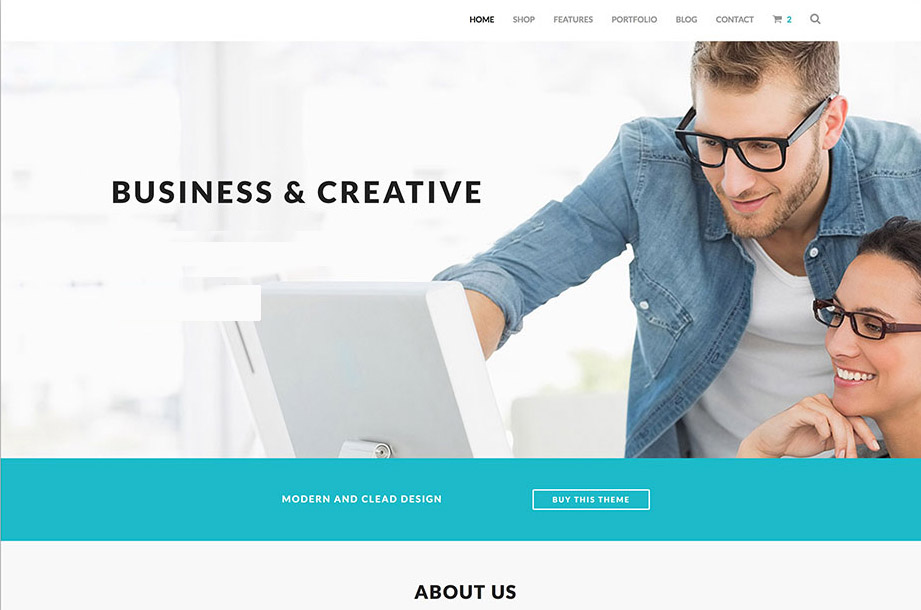 HOME SHOP FEATURES PORTFOLIO BLOG CONTACT 2
BUSINESS & CREATIVE
MODERN AND CLEAD DESIGN BUY THIS THEME
ABOUT US